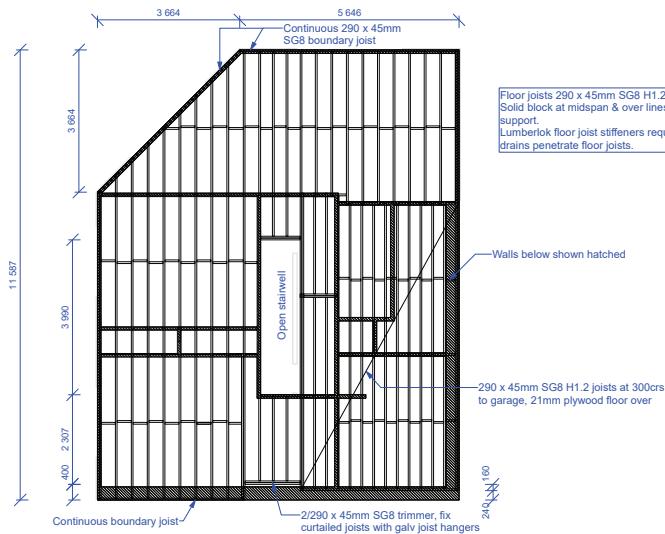 3 664
5 646
Continuous 290 x 45mm
SG8 boundary joist
Floor joists 290 x 45mm SG8 H1.2
Solid block at midspan & over lines
support.
Lumberlok floor joist stiffeners requ
drains penetrate floor joists.
3 664
11 587
Walls below shown hatched
Open stairwell
3 990
290 x 45mm SG8 H1.2 joists at 300crs
to garage, 21mm plywood floor over
2 307
400
160
240
Continuous boundary joist
2/290 x 45mm SG8 trimmer, fix
curtailed joists with galv joist hangers